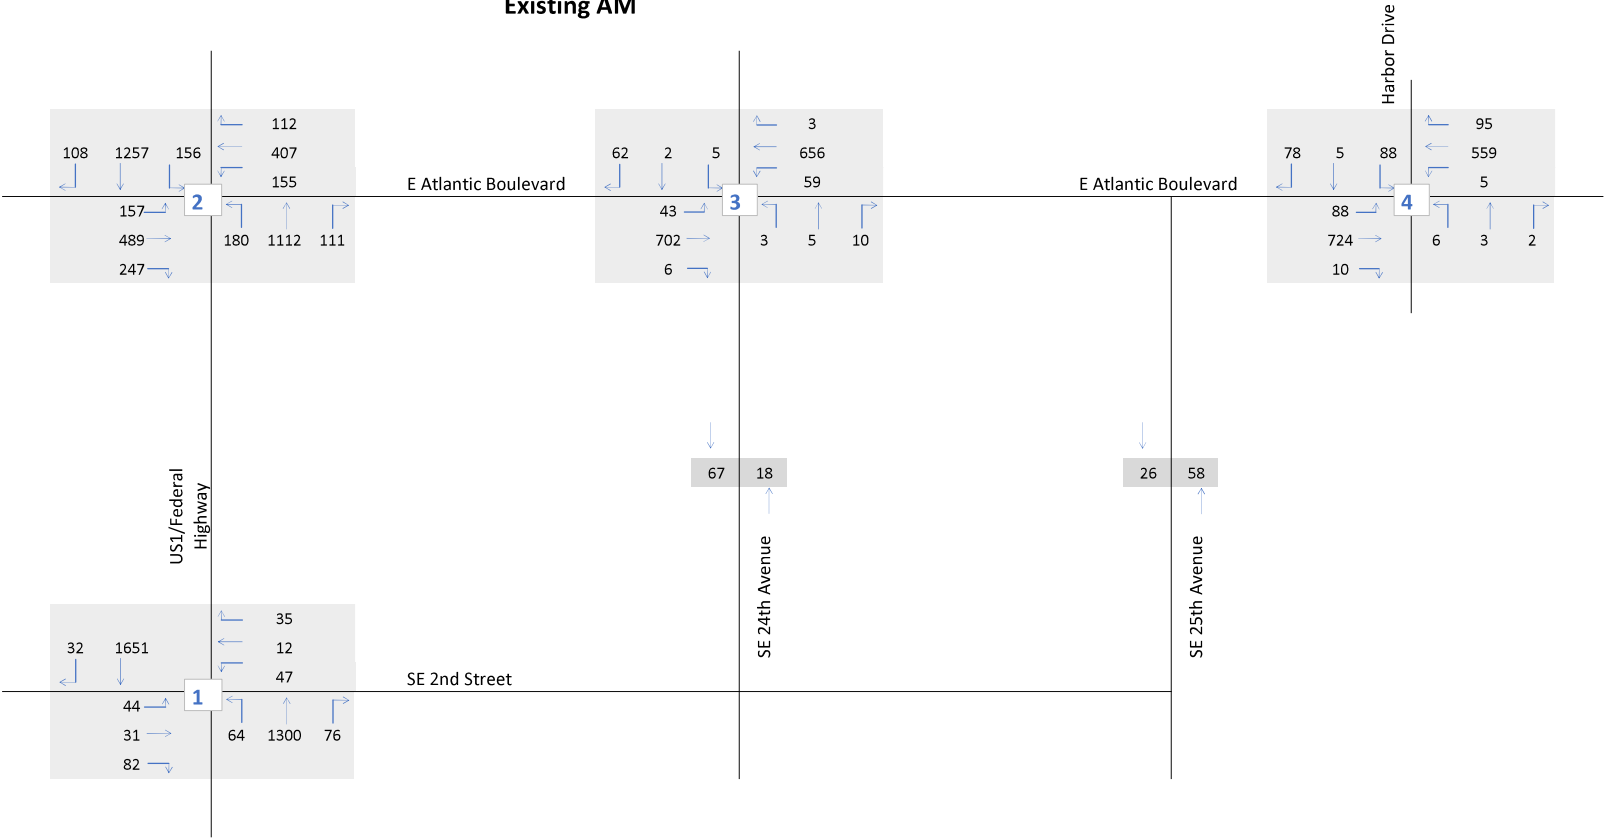 Existing AM
Harbor Drive
112
3
95
108 1257 156
407
62 2 5
656
78 5 88
559
155
59
5
E Atlantic Boulevard
E Atlantic Boulevard
2
3
4
157
43
88
489
180 1112 111
702
3 5 10
724
6 3 2
247
6
10
67 18
26 58
US1/Federal
Highway
SE 24th Avenue
SE 25th Avenue
35
32 1651
12
47
SE 2nd Street
1
44
31
64 1300 76
82